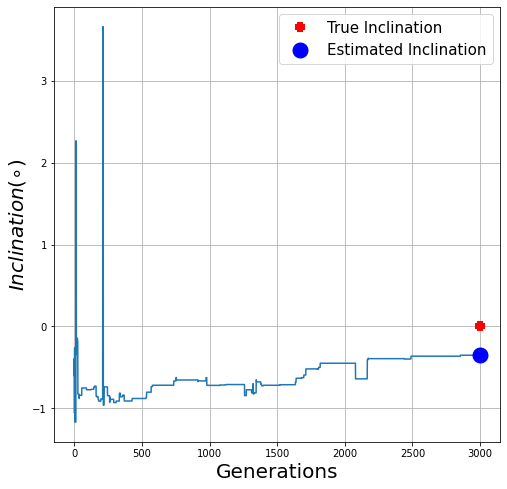 True Inclination
Estimated Inclination
Inclination(∘)
3
2
1
0
−1
0 500 1000 1500 2000 2500 3000
Generations